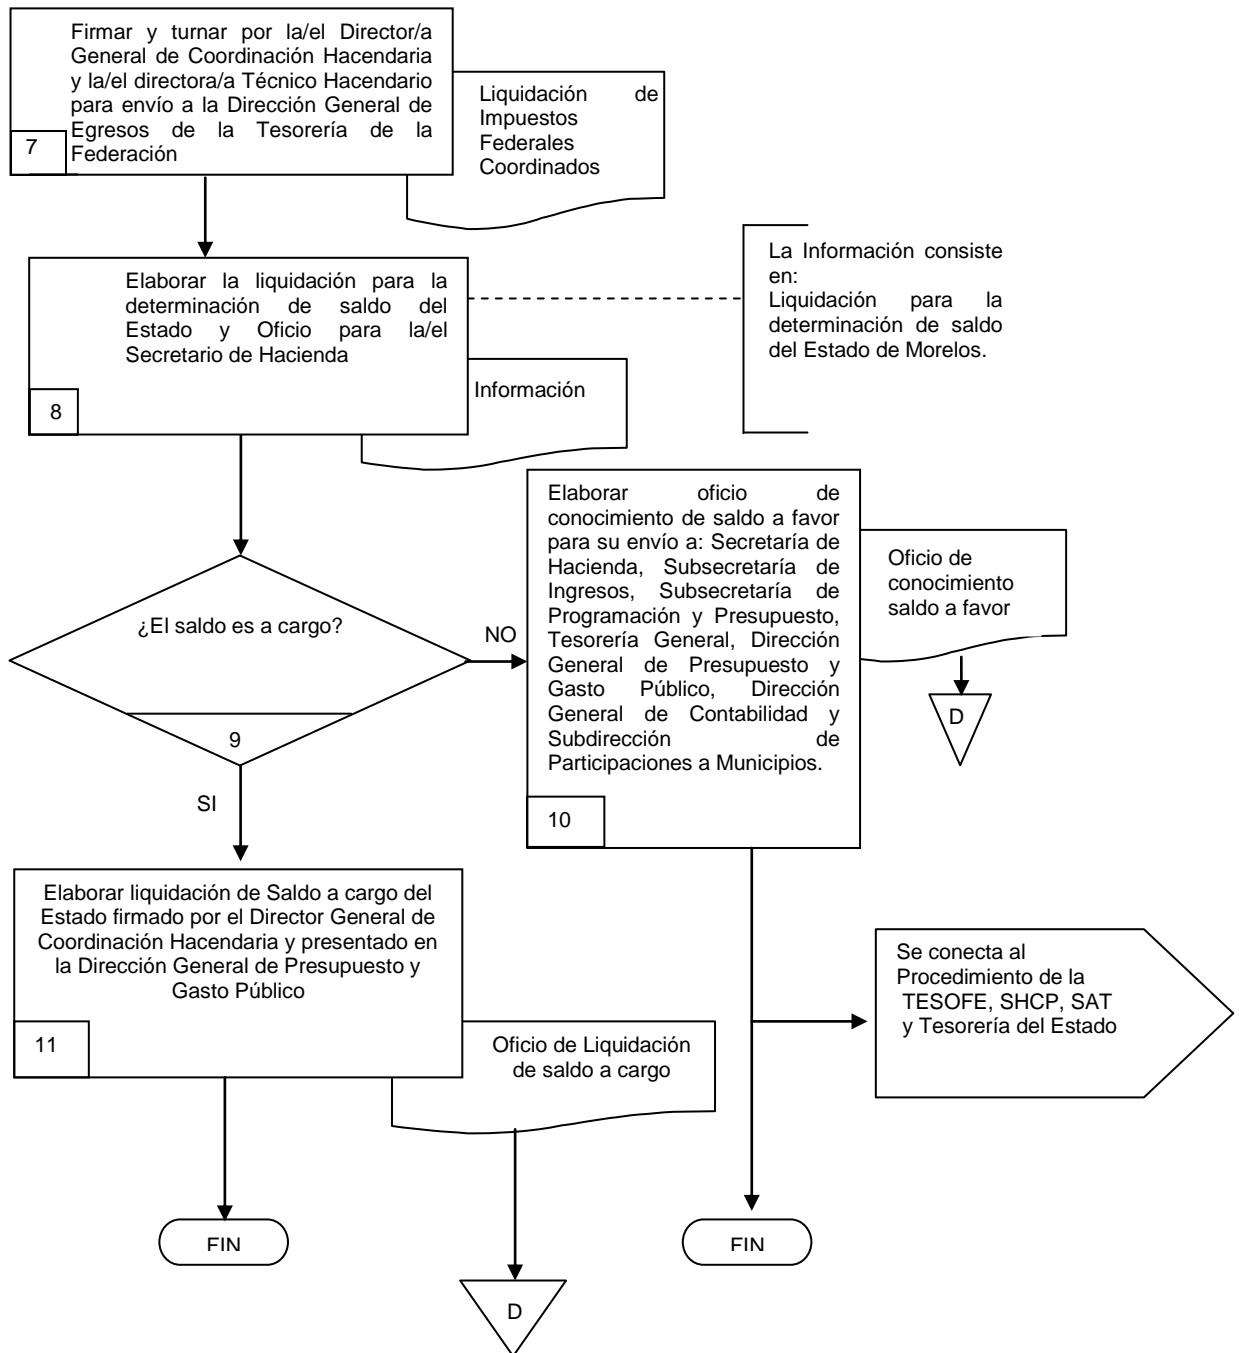 Firmar y turnar por la/el Director/a
General de Coordinación Hacendaria
y la/el directora/a Técnico Hacendario
para envío a la Dirección General de
Egresos de la Tesorería de la
Federación
7
Liquidación de
Impuestos
Federales
Coordinados
Elaborar la liquidación para la
determinación de saldo del
Estado y Oficio para la/el
Secretario de Hacienda
8
Información
La Información consiste
en:
Liquidación para la
determinación de saldo
del Estado de Morelos.
¿El saldo es a cargo?
9
NO
SI
Elaborar oficio de
conocimiento de saldo a favor
para su envío a: Secretaría de
Hacienda, Subsecretaría de
Ingresos, Subsecretaría de
Programación y Presupuesto,
Tesorería General, Dirección
General de Presupuesto y
Gasto Público, Dirección
General de Contabilidad y
Subdirección de
Participaciones a Municipios.
10
Oficio de
conocimiento
saldo a favor
D
Elaborar liquidación de Saldo a cargo del
Estado firmado por el Director General de
Coordinación Hacendaria y presentado en
la Dirección General de Presupuesto y
Gasto Público
11
Oficio de Liquidación
de saldo a cargo
Se conecta al
Procedimiento de la
TESOFE, SHCP, SAT
y Tesorería del Estado
FIN
FIN
D